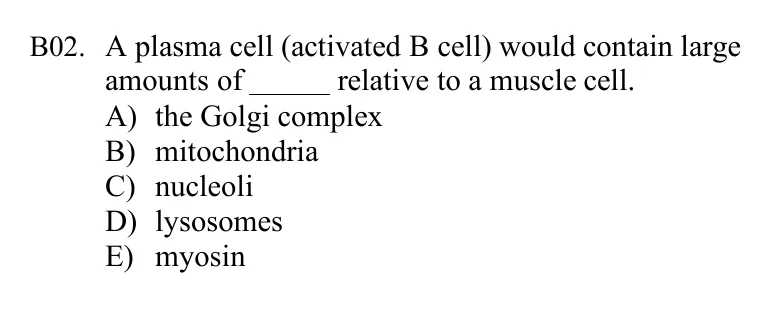 B02. A plasma cell (activated B cell) would contain large
amounts of _____ relative to a muscle cell.
A) the Golgi complex
B) mitochondria
C) nucleoli
D) lysosomes
E) myosin